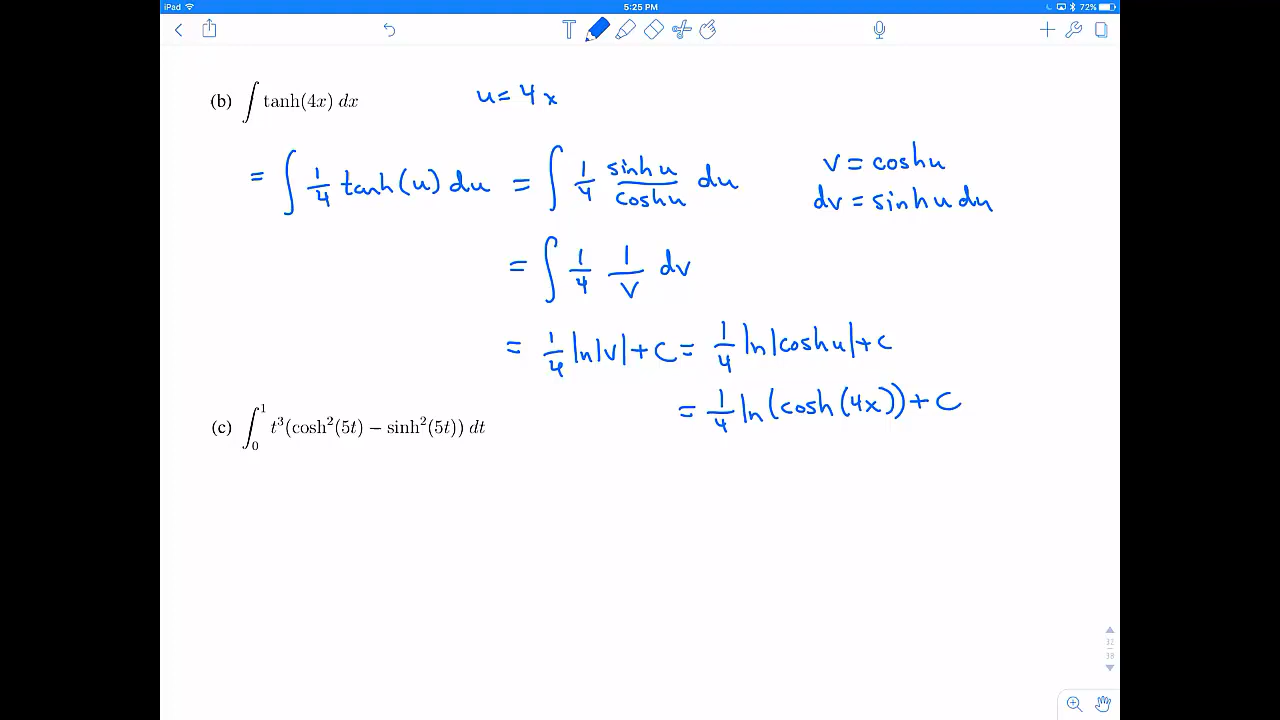 iPad 5:25 PM 72%
T
(b) ∫ tanh(4x) dx u = 4x
= ∫ 1/4 tanh(u) du = ∫ 1/4 sinh u/cosh u du v = cosh u
dv = sinh u du
= ∫ 1/4 1/v dv
= 1/4 ln|v| + C = 1/4 ln|cosh u| + c
= 1/4 ln(cosh(4x)) + C
(c) ∫₀¹ t³(cosh²(5t) − sinh²(5t)) dt
32
38